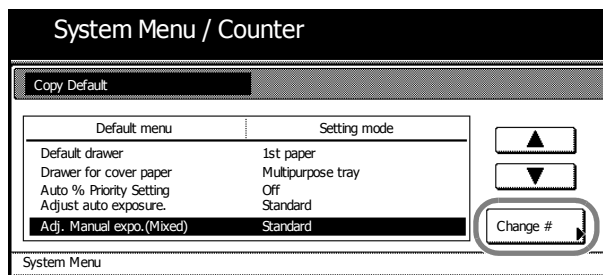 System Menu / Counter
Copy Default
Default menu Setting mode
Default drawer 1st paper
Drawer for cover paper Multipurpose tray
Auto % Priority Setting Off
Adjust auto exposure. Standard
Adj. Manual expo.(Mixed) Standard
Change #
System Menu